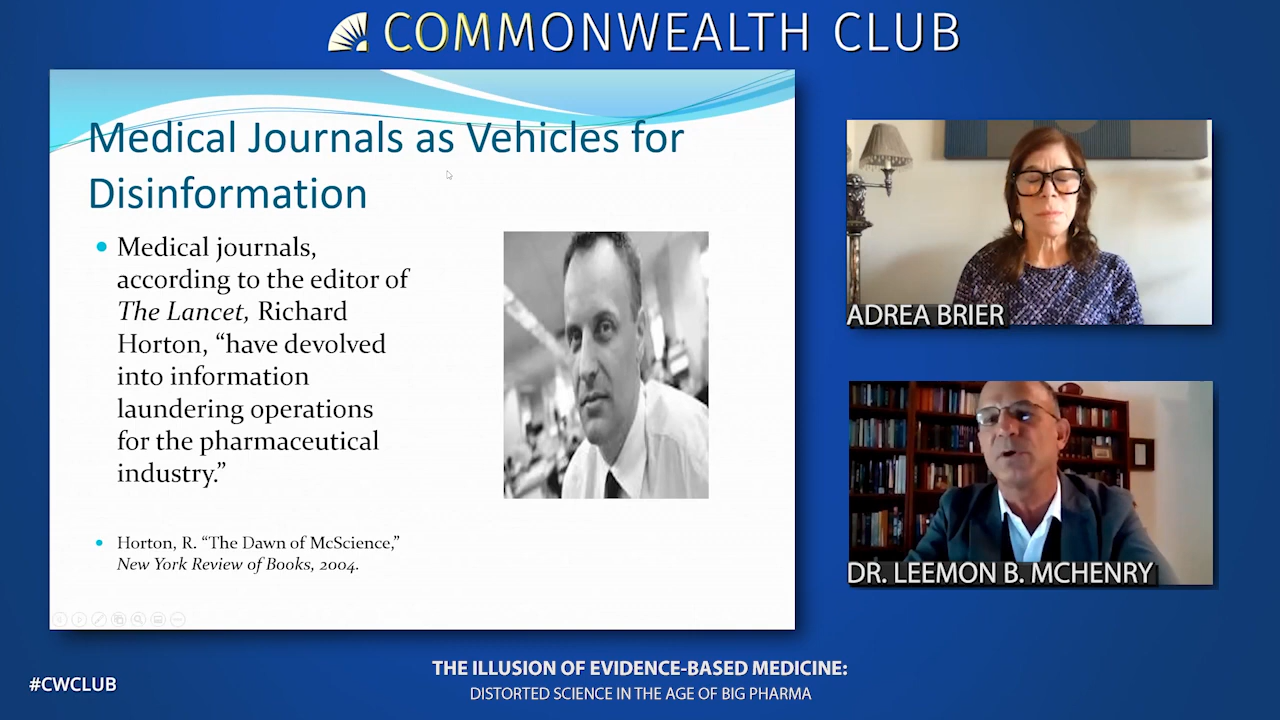 COMMONWEALTH CLUB
Medical Journals as Vehicles for
Disinformation
Medical journals,
according to the editor of
The Lancet, Richard
Horton, “have devolved
into information
laundering operations
for the pharmaceutical
industry.”
Horton, R. “The Dawn of McScience,”
New York Review of Books, 2004.
ADREA BRIER
DR. LEEMON B. MCHENRY
#CWCLUB
THE ILLUSION OF EVIDENCE-BASED MEDICINE:
DISTORTED SCIENCE IN THE AGE OF BIG PHARMA